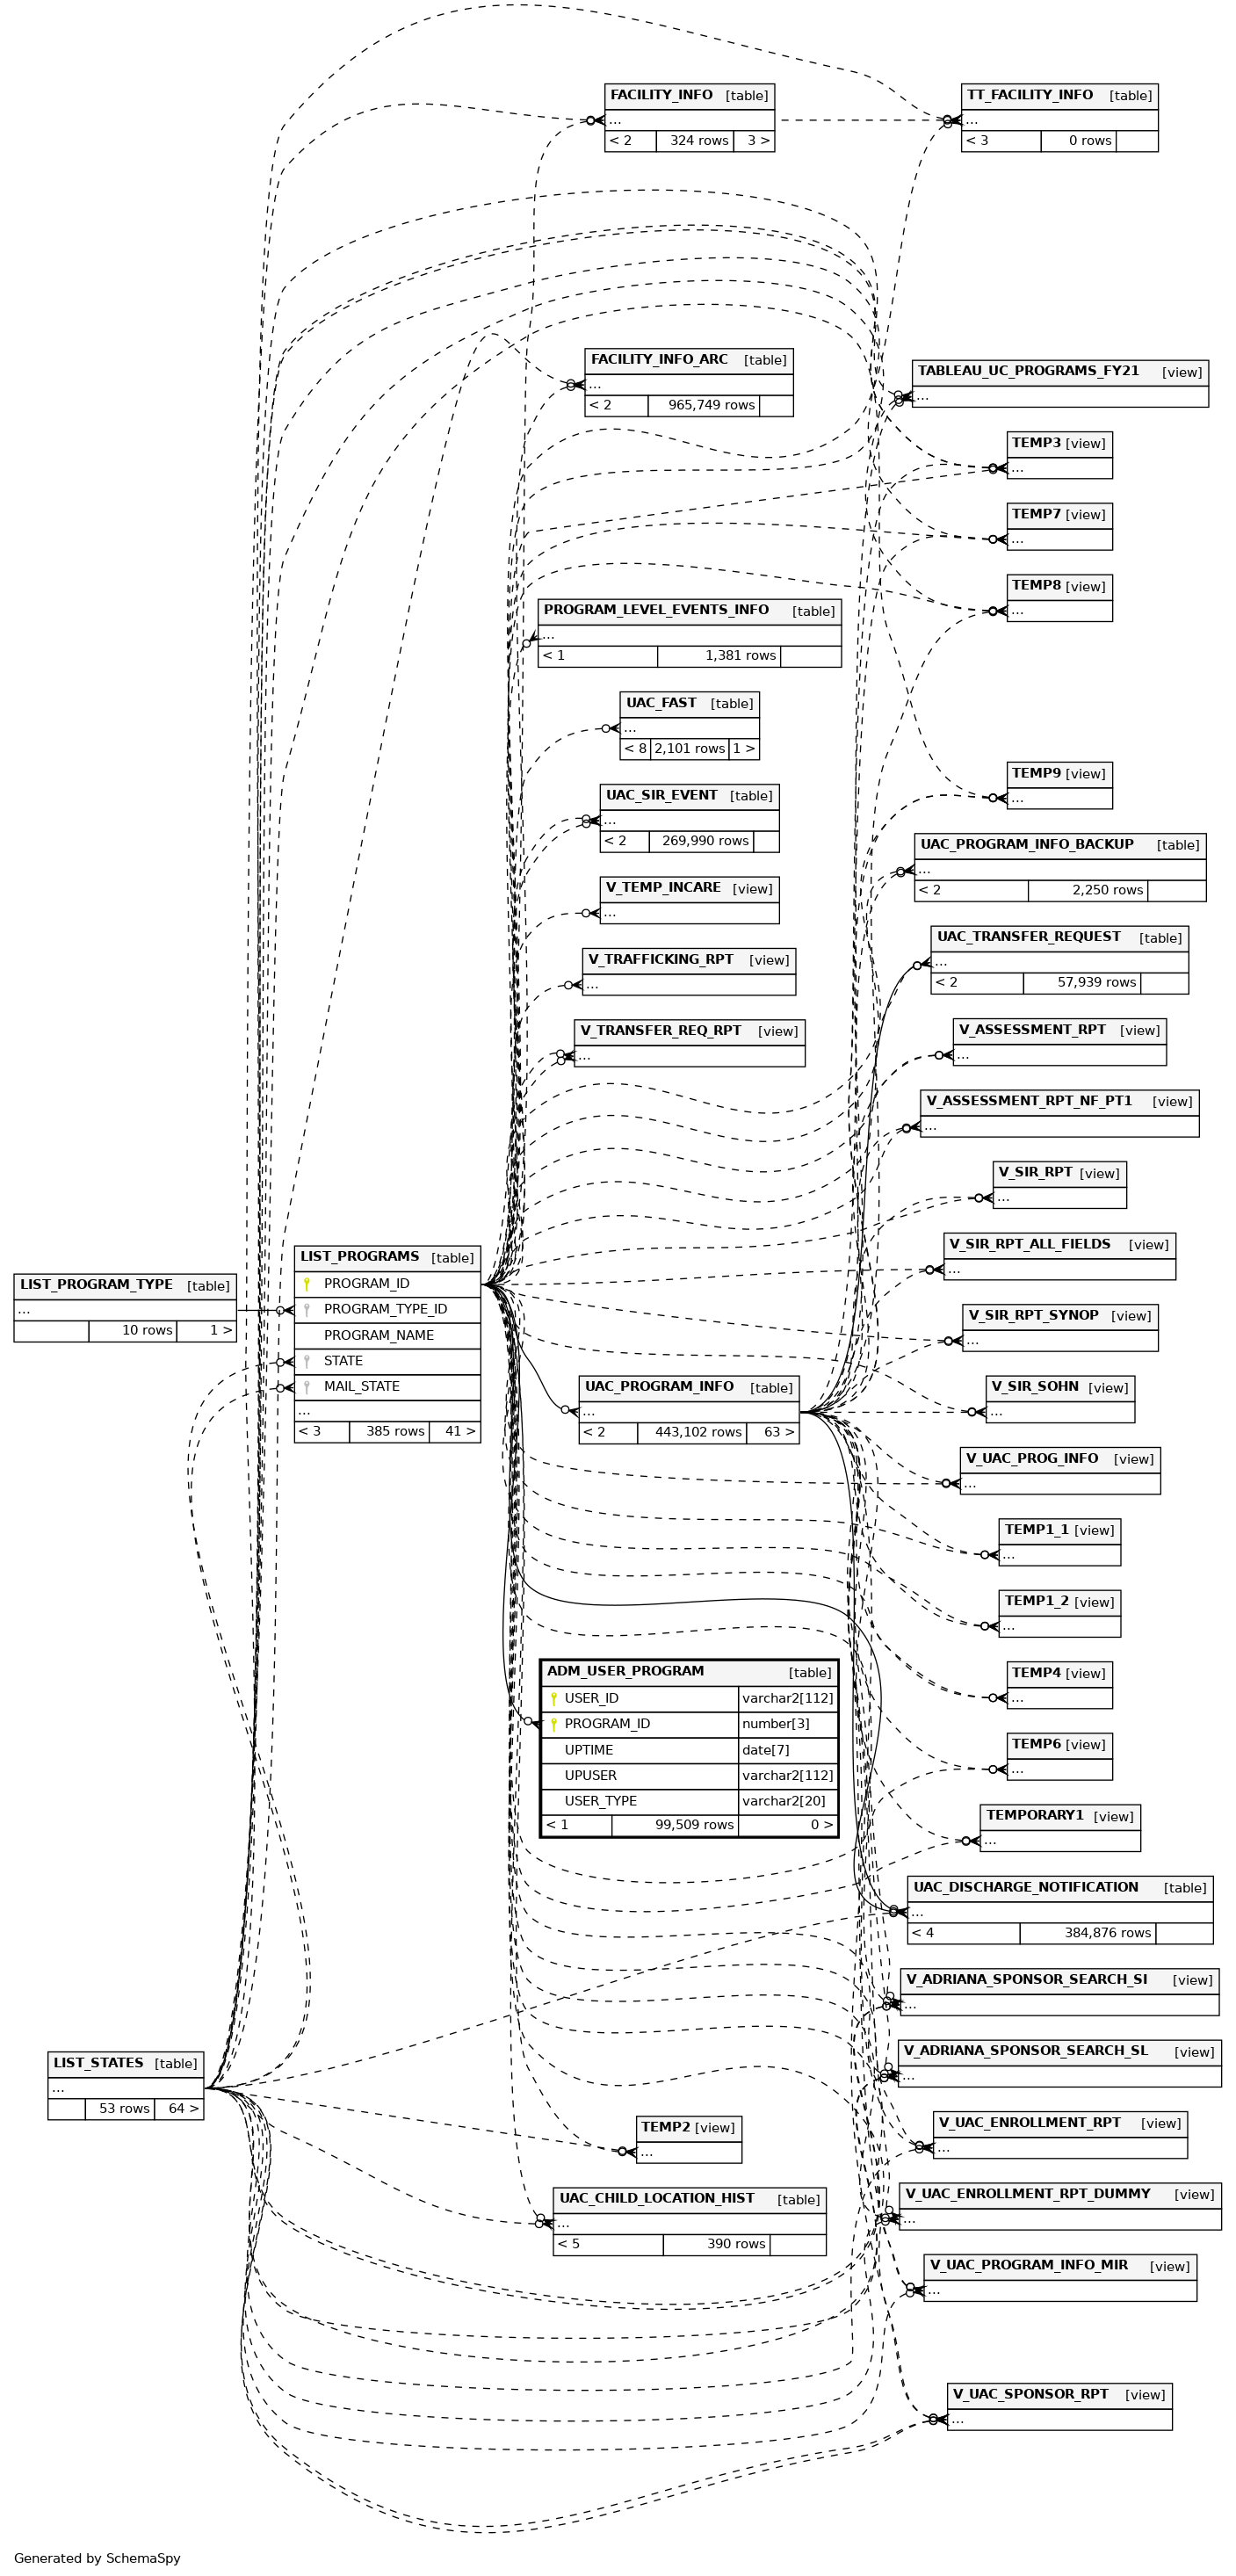 FACILITY_INFO [table]
...
< 2 324 rows 3 >
TT_FACILITY_INFO [table]
...
< 3 0 rows
FACILITY_INFO_ARC [table]
...
< 2 965,749 rows
TABLEAU_UC_PROGRAMS_FY21 [view]
...
TEMP3 [view]
...
TEMP7 [view]
...
TEMP8 [view]
...
PROGRAM_LEVEL_EVENTS_INFO [table]
...
< 1 1,381 rows
UAC_FAST [table]
...
< 8 2,101 rows 1 >
TEMP9 [view]
...
UAC_SIR_EVENT [table]
...
< 2 269,990 rows
UAC_PROGRAM_INFO_BACKUP [table]
...
< 2 2,250 rows
V_TEMP_INCARE [view]
...
UAC_TRANSFER_REQUEST [table]
...
< 2 57,939 rows
V_TRAFFICKING_RPT [view]
...
V_TRANSFER_REQ_RPT [view]
...
V_ASSESSMENT_RPT [view]
...
V_ASSESSMENT_RPT_NF_PT1 [view]
...
V_SIR_RPT [view]
...
V_SIR_RPT_ALL_FIELDS [view]
...
LIST_PROGRAM_TYPE [table]
...
10 rows 1 >
LIST_PROGRAMS [table]
PROGRAM_ID
PROGRAM_TYPE_ID
PROGRAM_NAME
STATE
MAIL_STATE
...
< 3 385 rows 41 >
V_SIR_RPT_SYNOP [view]
...
UAC_PROGRAM_INFO [table]
...
< 2 443,102 rows 63 >
V_SIR_SOHN [view]
...
V_UAC_PROG_INFO [view]
...
TEMP1_1 [view]
...
TEMP1_2 [view]
...
ADM_USER_PROGRAM [table]
USER_ID varchar2[112]
PROGRAM_ID number[3]
UPTIME date[7]
UPUSER varchar2[112]
USER_TYPE varchar2[20]
< 1 99,509 rows 0 >
TEMP4 [view]
...
TEMP6 [view]
...
TEMPORARY1 [view]
...
UAC_DISCHARGE_NOTIFICATION [table]
...
< 4 384,876 rows
V_ADRIANA_SPONSOR_SEARCH_SI [view]
...
V_ADRIANA_SPONSOR_SEARCH_SL [view]
...
LIST_STATES [table]
...
53 rows 64 >
TEMP2 [view]
...
V_UAC_ENROLLMENT_RPT [view]
...
UAC_CHILD_LOCATION_HIST [table]
...
< 5 390 rows
V_UAC_ENROLLMENT_RPT_DUMMY [view]
...
V_UAC_PROGRAM_INFO_MIR [view]
...
V_UAC_SPONSOR_RPT [view]
...
Generated by SchemaSpy